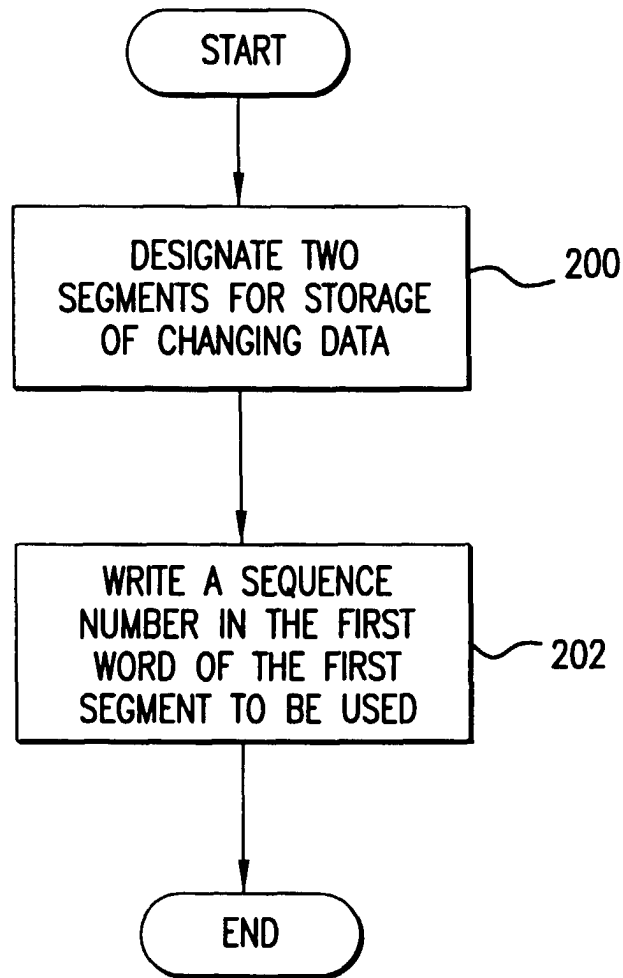 START
DESIGNATE TWO
SEGMENTS FOR STORAGE
OF CHANGING DATA
200
WRITE A SEQUENCE
NUMBER IN THE FIRST
WORD OF THE FIRST
SEGMENT TO BE USED
202
END